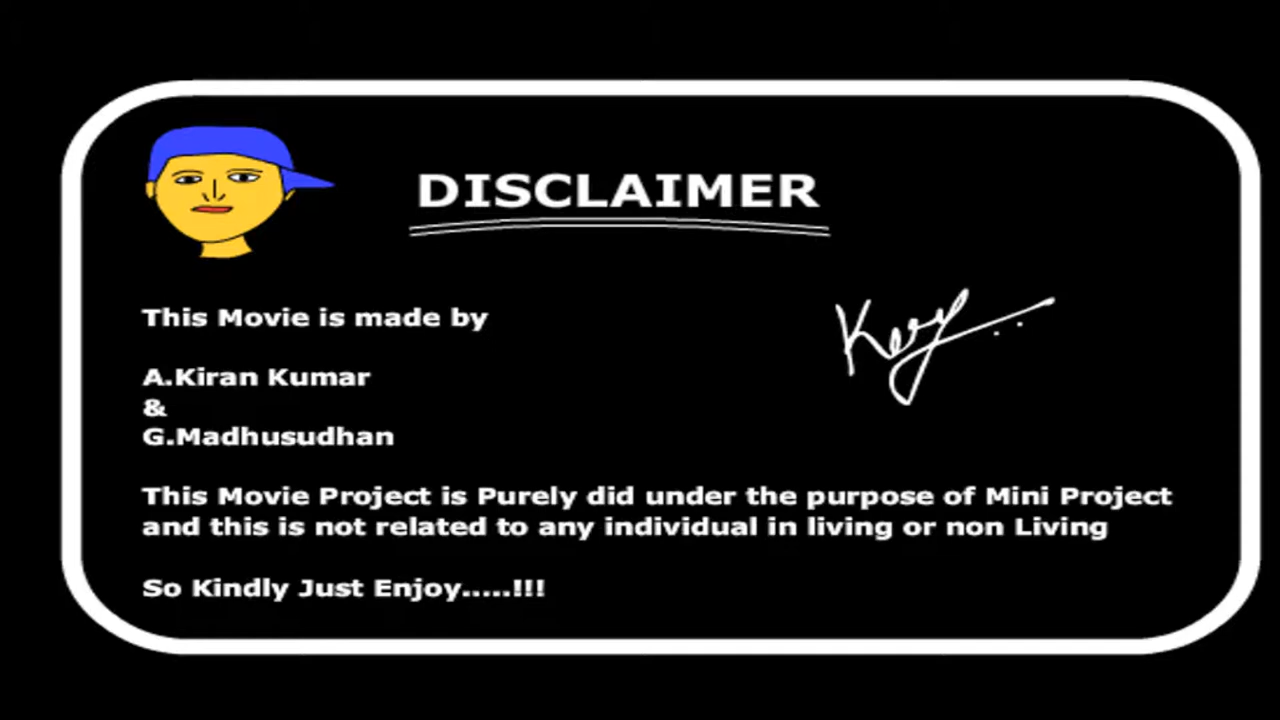 DISCLAIMER
This Movie is made by
A.Kiran Kumar
&
G.Madhusudhan
This Movie Project is Purely did under the purpose of Mini Project
and this is not related to any individual in living or non Living
So Kindly Just Enjoy.....!!!